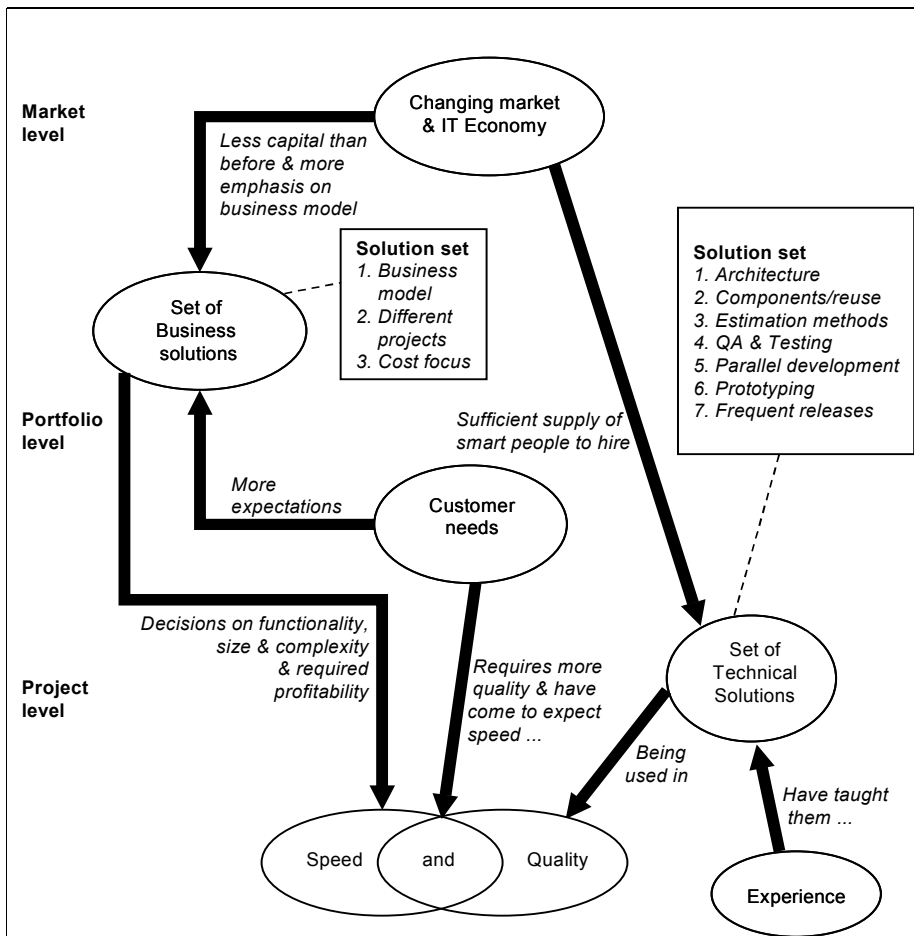 Market
level
Changing market
& IT Economy
Less capital than
before & more
emphasis on
business model
Solution set
1. Business
model
2. Different
projects
3. Cost focus
Solution set
1. Architecture
2. Components/reuse
3. Estimation methods
4. QA & Testing
5. Parallel development
6. Prototyping
7. Frequent releases
Set of
Business
solutions
Portfolio
level
Sufficient supply of
smart people to hire
More
expectations
Customer
needs
Decisions on functionality,
size & complexity
& required
profitability
Project
level
Requires more
quality & have
come to expect
speed ...
Set of
Technical
Solutions
Being
used in
Have taught
them ...
Speed
and
Quality
Experience